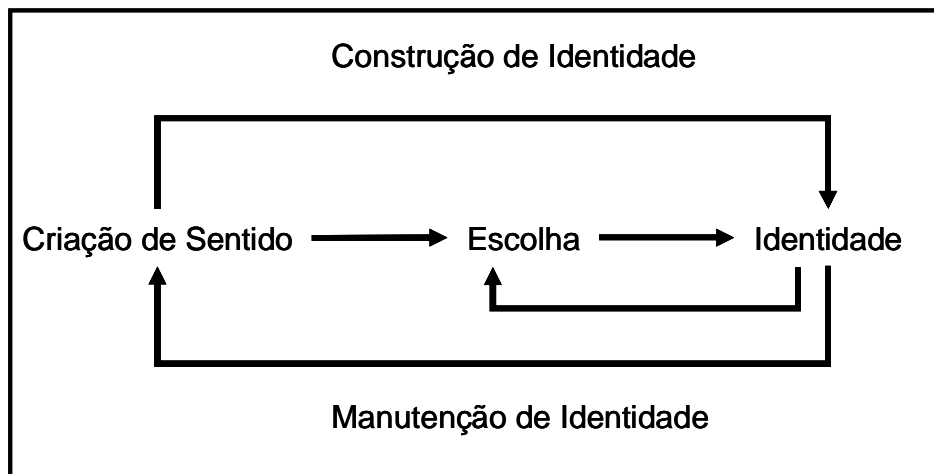 Construção de Identidade
Criação de Sentido
Escolha
Identidade
Manutenção de Identidade